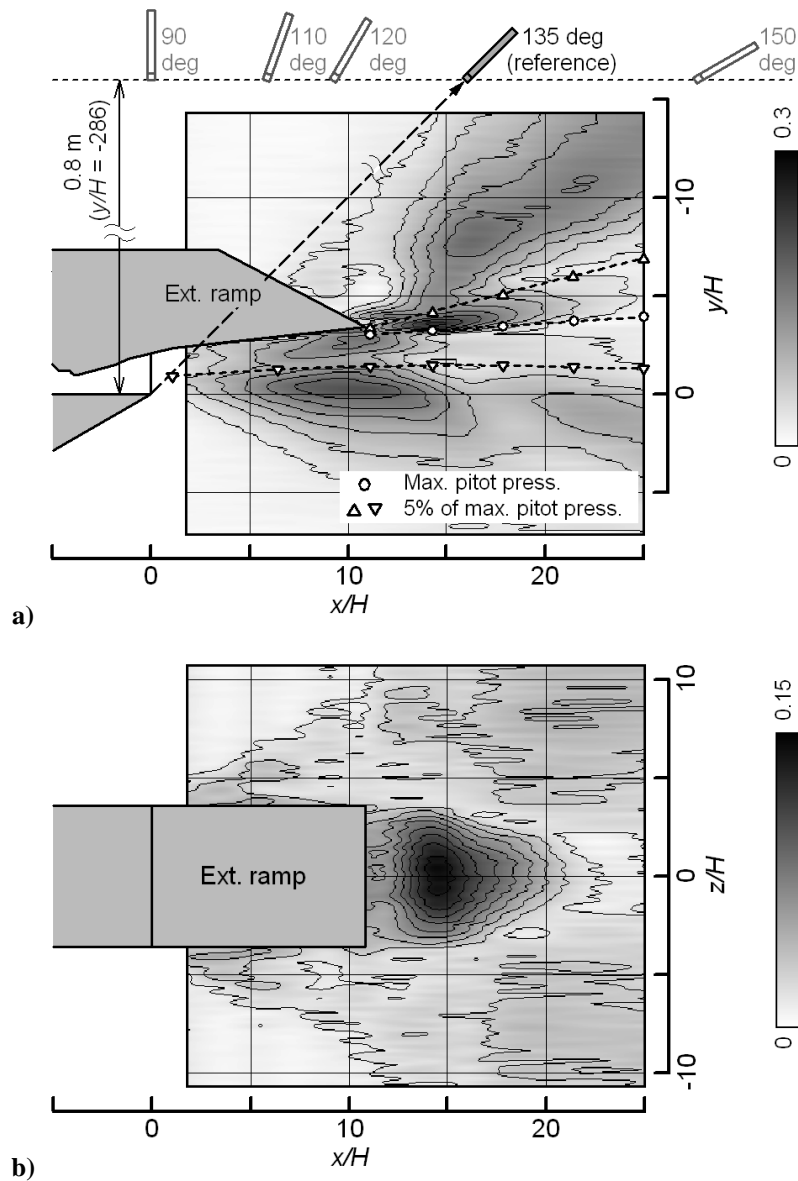 90
deg
110
deg
120
deg
135 deg
(reference)
150
deg
0.8 m
(y/H = -286)
Ext. ramp
-10
0
y/H
0.3
0
Max. pitot press.
5% of max. pitot press.
0
10
20
x/H
a)
Ext. ramp
10
0
-10
z/H
0.15
0
0
10
20
x/H
b)